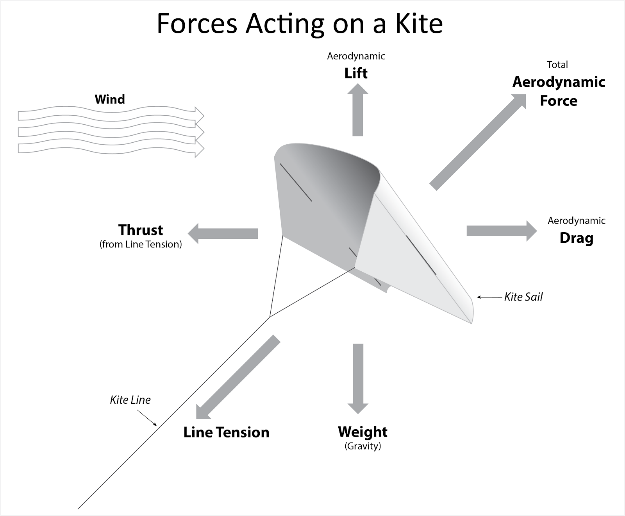 Forces Acting on a Kite
Aerodynamic
Lift
Total
Aerodynamic
Force
Wind
Thrust
(from Line Tension)
Aerodynamic
Drag
Kite Sail
Kite Line
Line Tension
Weight
(Gravity)